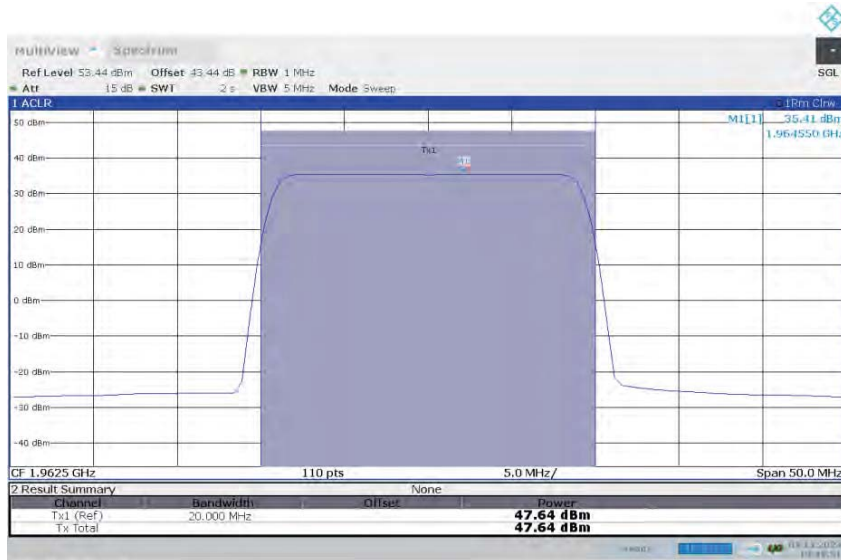 MultiView Spectrum
Ref Level 53.44 dBm Offset 43.44 dB RBW 1 MHz
SGL
Att 15 dB SWT 2 s VBW 5 MHz Mode Sweep
1 ACLR 1Rm Clrw
M1[1] 35.41 dBm
1.964550 GHz
50 dBm
Tx1
M1
40 dBm
30 dBm
20 dBm
10 dBm
0 dBm
-10 dBm
-20 dBm
-30 dBm
-40 dBm
CF 1.9625 GHz 110 pts 5.0 MHz/ Span 50.0 MHz
2 Result Summary None
Channel Bandwidth Offset Power
Tx1 (Ref) 20.000 MHz 47.64 dBm
Tx Total 47.64 dBm